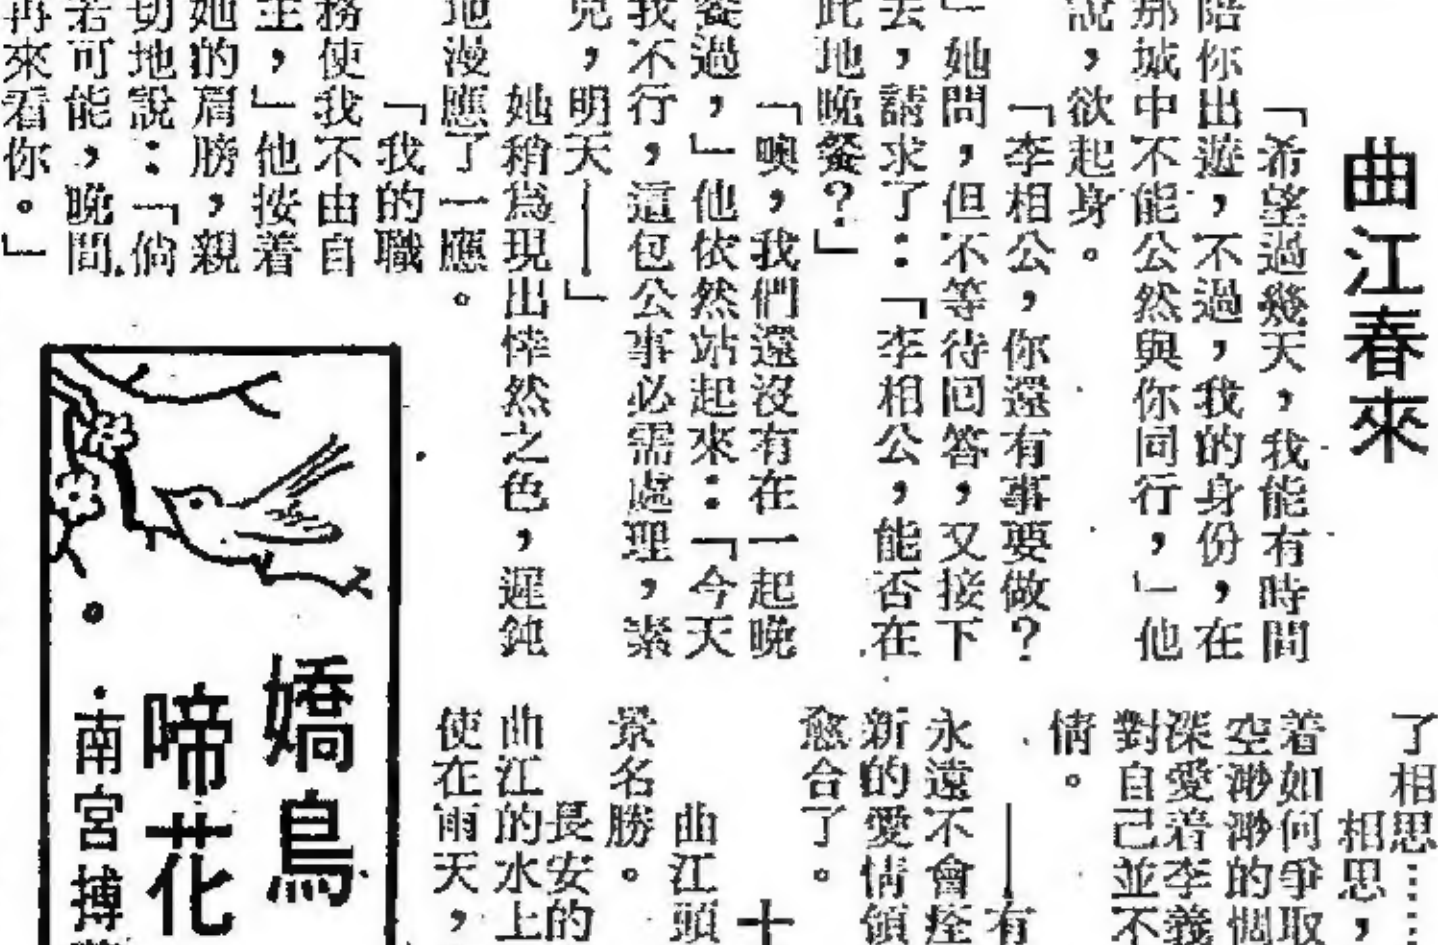 曲江春來
「希望過幾天，我能有時間
陪你出遊，不過，我的身份，在
那城中不能公然與你同行，」他
說，欲起身。
「李相公，你還有事要做？
」她問，但不等待回答，又接下
去，請求了：「李相公，能否在
此地晚餐？」
「噢，我們還沒有在一起晚
餐過，」他依然站起來：「今天
我不行，這包公事必需處理，素
兒，明天——」
她稍為現出悻然之色，遲鈍
地漫應了一應。
「我的職
務使我不由自
主，」他按着
她的肩膀，親
切地說：「倘
若可能，晚間
再來看你。」
了相思……
相思，
着如何爭取
空渺渺的惆
深愛着李義
對自己並不
情。
——有
永遠不會痊
新的愛情領
愈合了。
十
曲江頭
景名勝。
長安的
曲江的水上
使在雨天，
嬌鳥
啼花
南宮搏